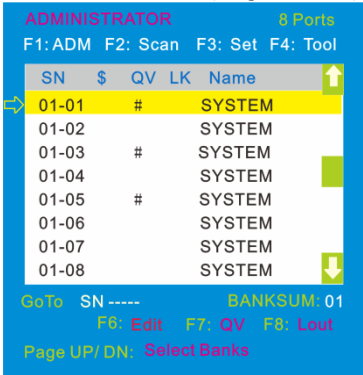 ADMINISTRATOR 8 Ports
F1: ADM F2: Scan F3: Set F4: Tool
SN $ QV LK Name
01-01 # SYSTEM
01-02 SYSTEM
01-03 # SYSTEM
01-04 SYSTEM
01-05 # SYSTEM
01-06 SYSTEM
01-07 SYSTEM
01-08 SYSTEM
GoTo SN ----- BANKSUM: 01
F6: Edit F7: QV F8: Lout
Page UP/ DN: Select Banks